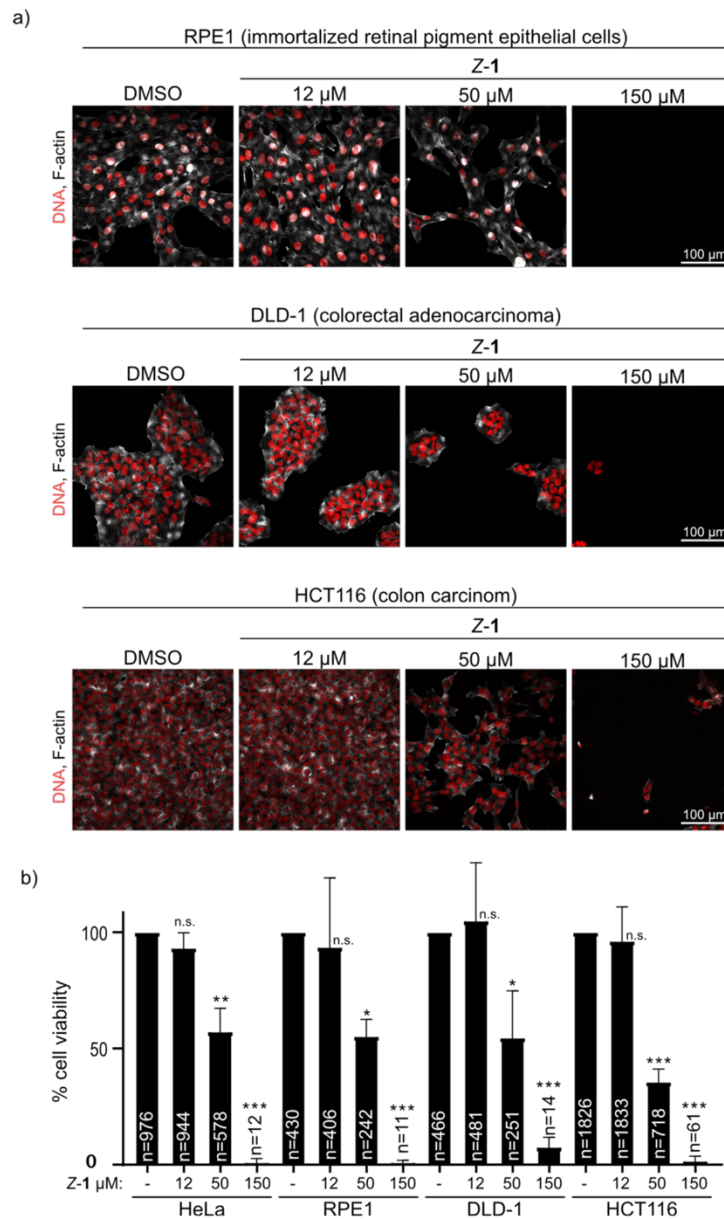 a)
RPE1 (immortalized retinal pigment epithelial cells)
Z-1
DMSO 12 µM 50 µM 150 µM
DNA, F-actin
100 µm
DLD-1 (colorectal adenocarcinoma)
Z-1
DMSO 12 µM 50 µM 150 µM
DNA, F-actin
100 µm
HCT116 (colon carcinom)
Z-1
DMSO 12 µM 50 µM 150 µM
DNA, F-actin
100 µm
b)
% cell viability
100
50
0
n.s. ** *** n.s. * *** n.s. * *** n.s. *** ***
n=976 n=944 n=578 n=12 n=430 n=406 n=242 n=11 n=466 n=481 n=251 n=14 n=1826 n=1833 n=718 n=61
Z-1 µM: - 12 50 150 - 12 50 150 - 12 50 150 - 12 50 150
HeLa RPE1 DLD-1 HCT116